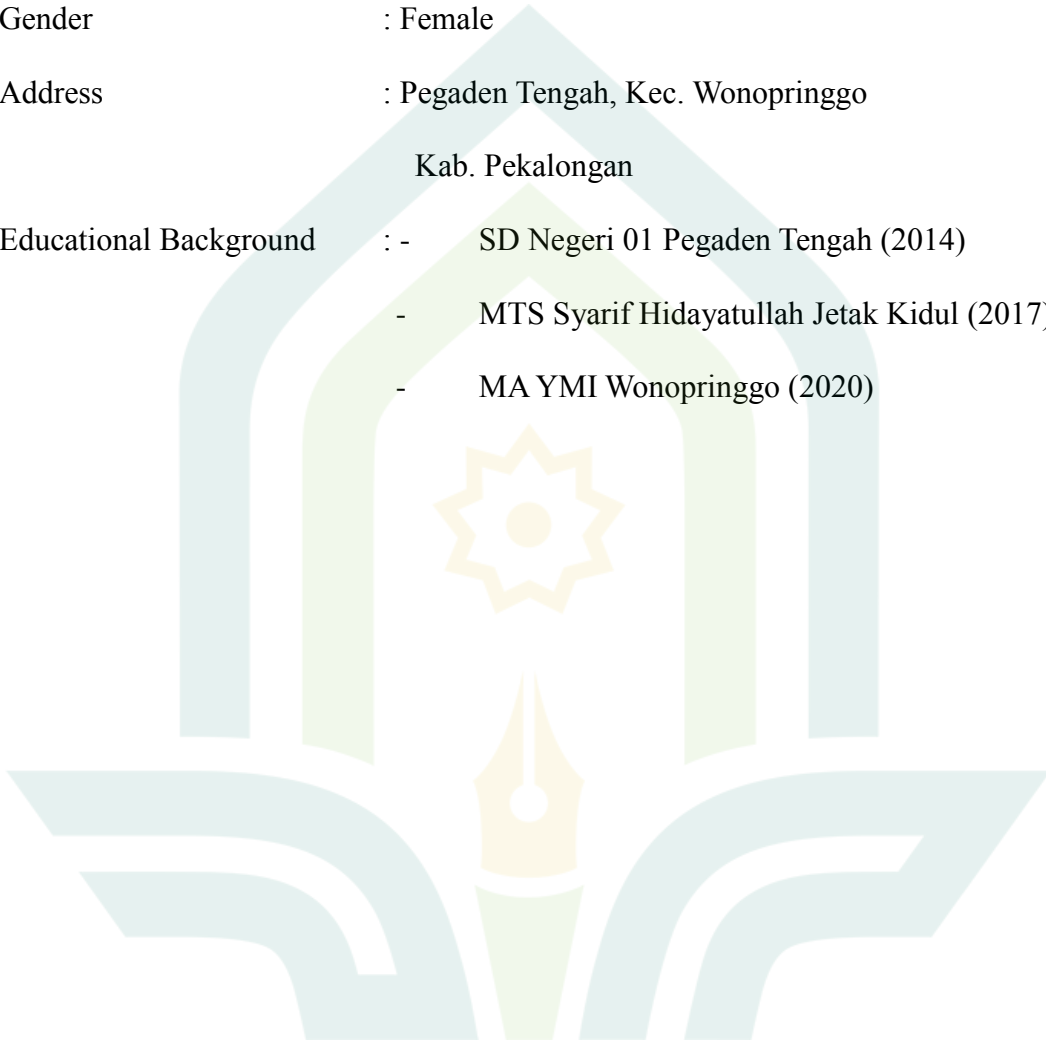 Gender : Female
Address : Pegaden Tengah, Kec. Wonopringgo
Kab. Pekalongan
Educational Background : - SD Negeri 01 Pegaden Tengah (2014)
- MTS Syarif Hidayatullah Jetak Kidul (2017)
- MA YMI Wonopringgo (2020)